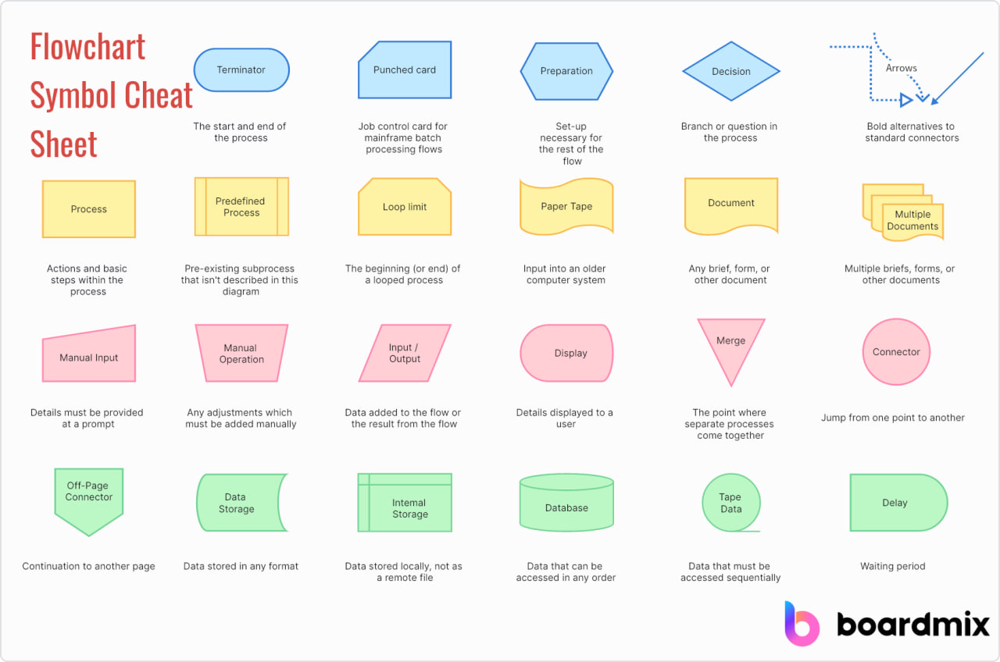 Flowchart
Symbol Cheat
Sheet
Terminator
The start and end of
the process
Punched card
Job control card for
mainframe batch
processing flows
Preparation
Set-up
necessary for
the rest of the
flow
Decision
Branch or question in
the process
Arrows
Bold alternatives to
standard connectors
Process
Actions and basic
steps within the
process
Predefined
Process
Pre-existing subprocess
that isn't described in this
diagram
Loop limit
The beginning (or end) of
a looped process
Paper Tape
Input into an older
computer system
Document
Any brief, form, or
other document
Multiple
Documents
Multiple briefs, forms, or
other documents
Manual Input
Details must be provided
at a prompt
Manual
Operation
Any adjustments which
must be added manually
Input /
Output
Data added to the flow or
the result from the flow
Display
Details displayed to a
user
Merge
The point where
separate processes
come together
Connector
Jump from one point to another
Off-Page
Connector
Continuation to another page
Data
Storage
Data stored in any format
Internal
Storage
Data stored locally, not as
a remote file
Database
Data that can be
accessed in any order
Tape
Data
Data that must be
accessed sequentially
Delay
Waiting period
boardmix